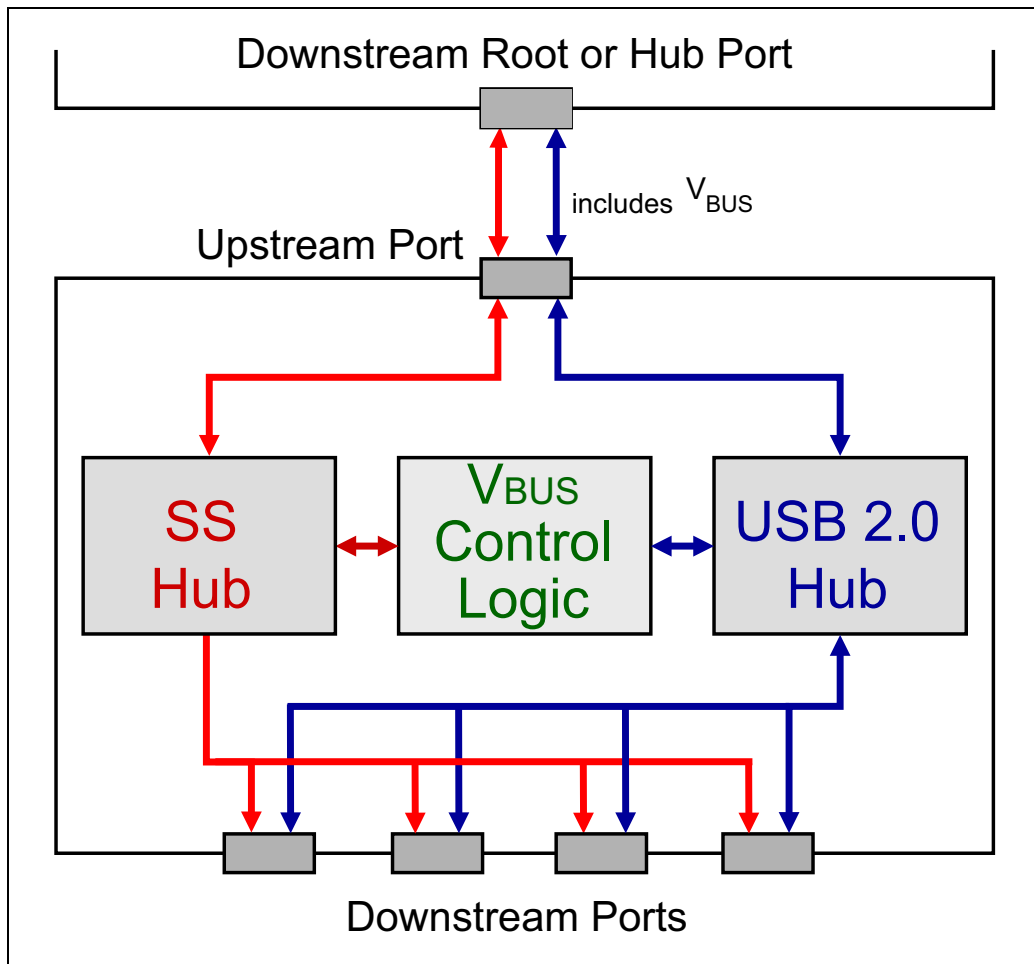 Downstream Root or Hub Port
includes VBUS
Upstream Port
SS
Hub
VBUS
Control
Logic
USB 2.0
Hub
Downstream Ports